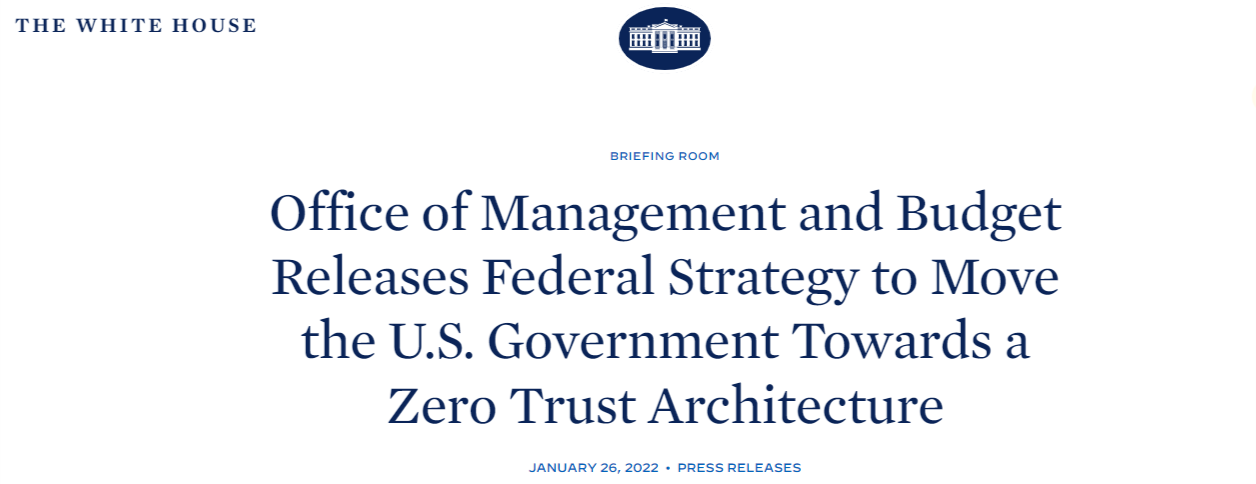 THE WHITE HOUSE
BRIEFING ROOM
Office of Management and Budget
Releases Federal Strategy to Move
the U.S. Government Towards a
Zero Trust Architecture
JANUARY 26, 2022 • PRESS RELEASES